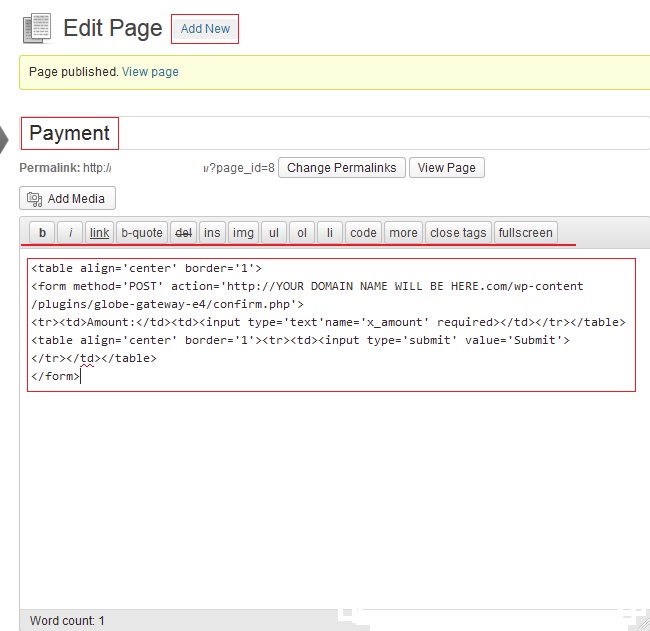 Edit Page Add New
Page published. View page
Payment
Permalink: http:// /?page_id=8 Change Permalinks View Page
Add Media
b i link b-quote del ins img ul ol li code more close tags fullscreen
<table align='center' border='1'>
<form method='POST' action='http://YOUR DOMAIN NAME WILL BE HERE.com/wp-content
/plugins/globe-gateway-e4/confirm.php'>
<tr><td>Amount:</td><td><input type='text'name='x_amount' required></td></tr></table>
<table align='center' border='1'><tr><td><input type='submit' value='Submit'>
</tr></td></table>
</form>
Word count: 1